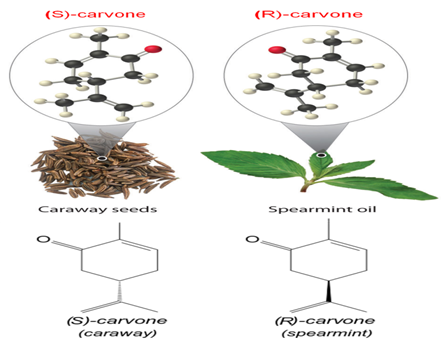 (S)-carvone
(R)-carvone
Caraway seeds
Spearmint oil
O
O
(S)-carvone
(caraway)
(R)-carvone
(spearmint)